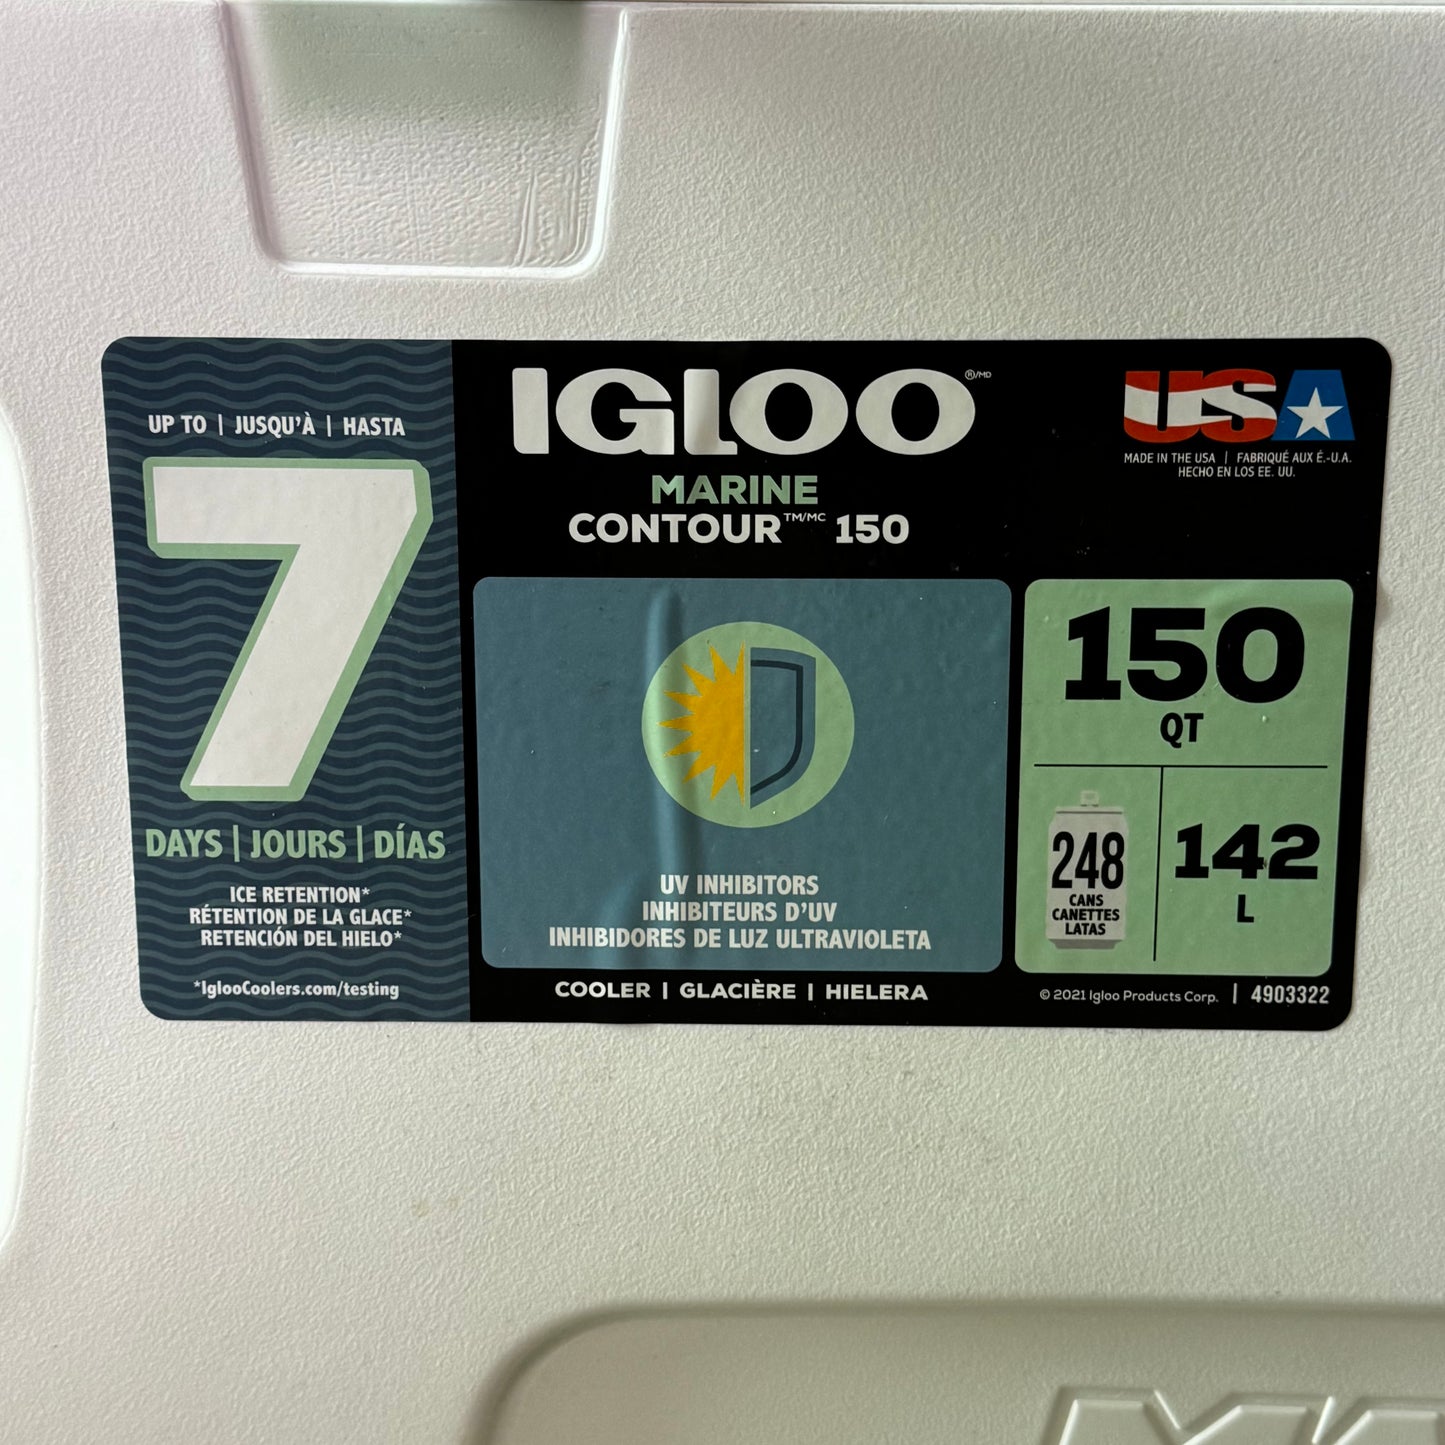 UP TO | JUSQU'À | HASTA
7
DAYS | JOURS | DÍAS
ICE RETENTION*
RÉTENTION DE LA GLACE*
RETENCIÓN DEL HIELO*
*IglooCoolers.com/testing
IGLOO®/MD
MARINE
CONTOUR™/MC 150
UV INHIBITORS
INHIBITEURS D'UV
INHIBIDORES DE LUZ ULTRAVIOLETA
COOLER | GLACIÈRE | HIELERA
USA
MADE IN THE USA | FABRIQUÉ AUX É.-U.A.
HECHO EN LOS EE. UU.
150
QT
248
CANS
CANETTES
LATAS
142
L
© 2021 Igloo Products Corp. | 4903322